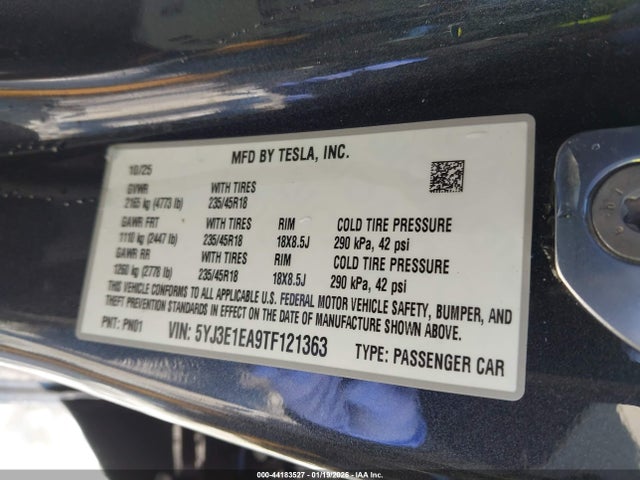 MFD BY TESLA, INC.
10/25
GVWR WITH TIRES
2165 kg (4773 lb) 235/45R18
GAWR FRT WITH TIRES RIM COLD TIRE PRESSURE
1110 kg (2447 lb) 235/45R18 18X8.5J 290 kPa, 42 psi
GAWR RR WITH TIRES RIM COLD TIRE PRESSURE
1260 kg (2778 lb) 235/45R18 18X8.5J 290 kPa, 42 psi
THIS VEHICLE CONFORMS TO ALL APPLICABLE U.S. FEDERAL MOTOR VEHICLE SAFETY, BUMPER, AND
THEFT PREVENTION STANDARDS IN EFFECT ON THE DATE OF MANUFACTURE SHOWN ABOVE.
PNT: PN01 VIN: 5YJ3E1EA9TF121363 TYPE: PASSENGER CAR
000-44183527 - 01/19/2026 - IAA Inc.